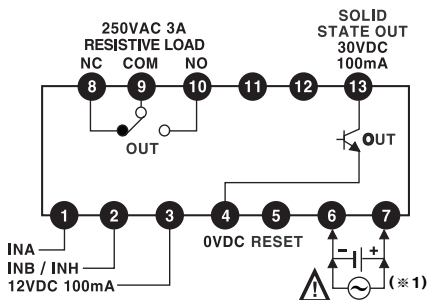 SOLID
STATE OUT
30VDC
100mA
250VAC 3A
RESISTIVE LOAD
NC COM NO
8 9 10 11 12 13
OUT
OUT
1 2 3 4 5 6 7
0VDC RESET
INA
INB / INH
12VDC 100mA
- +
(※1)